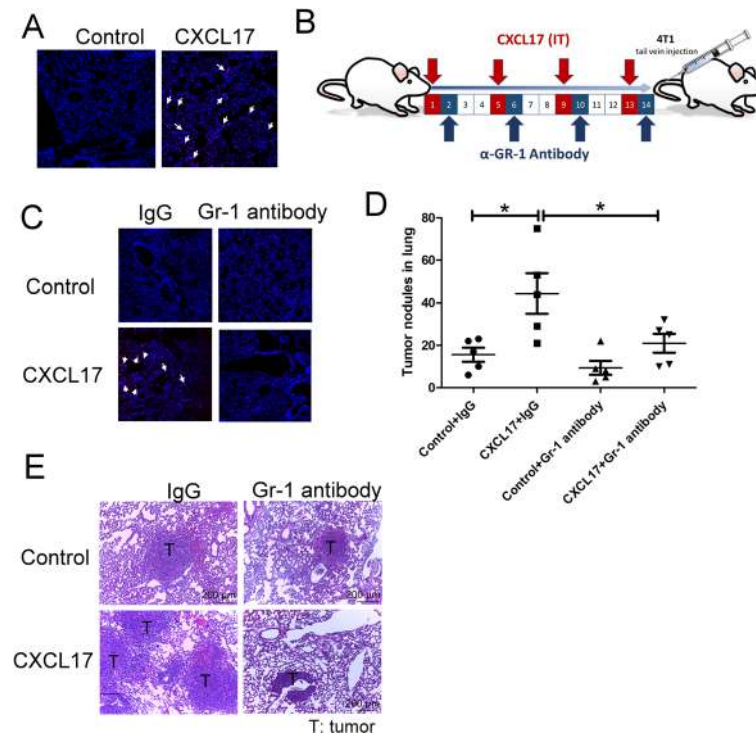 A
Control CXCL17
B
CXCL17 (IT)
4T1
tail vein injection
1 2 3 4 5 6 7 8 9 10 11 12 13 14
α-GR-1 Antibody
C
IgG Gr-1 antibody
Control
CXCL17
D
Tumor nodules in lung
80
60
40
20
0
* *
Control+IgG
CXCL17+IgG
Control+Gr-1 antibody
CXCL17+Gr-1 antibody
E
IgG Gr-1 antibody
Control
T
200 μm
T
200 μm
CXCL17
T
T
T
T
200 μm
T: tumor